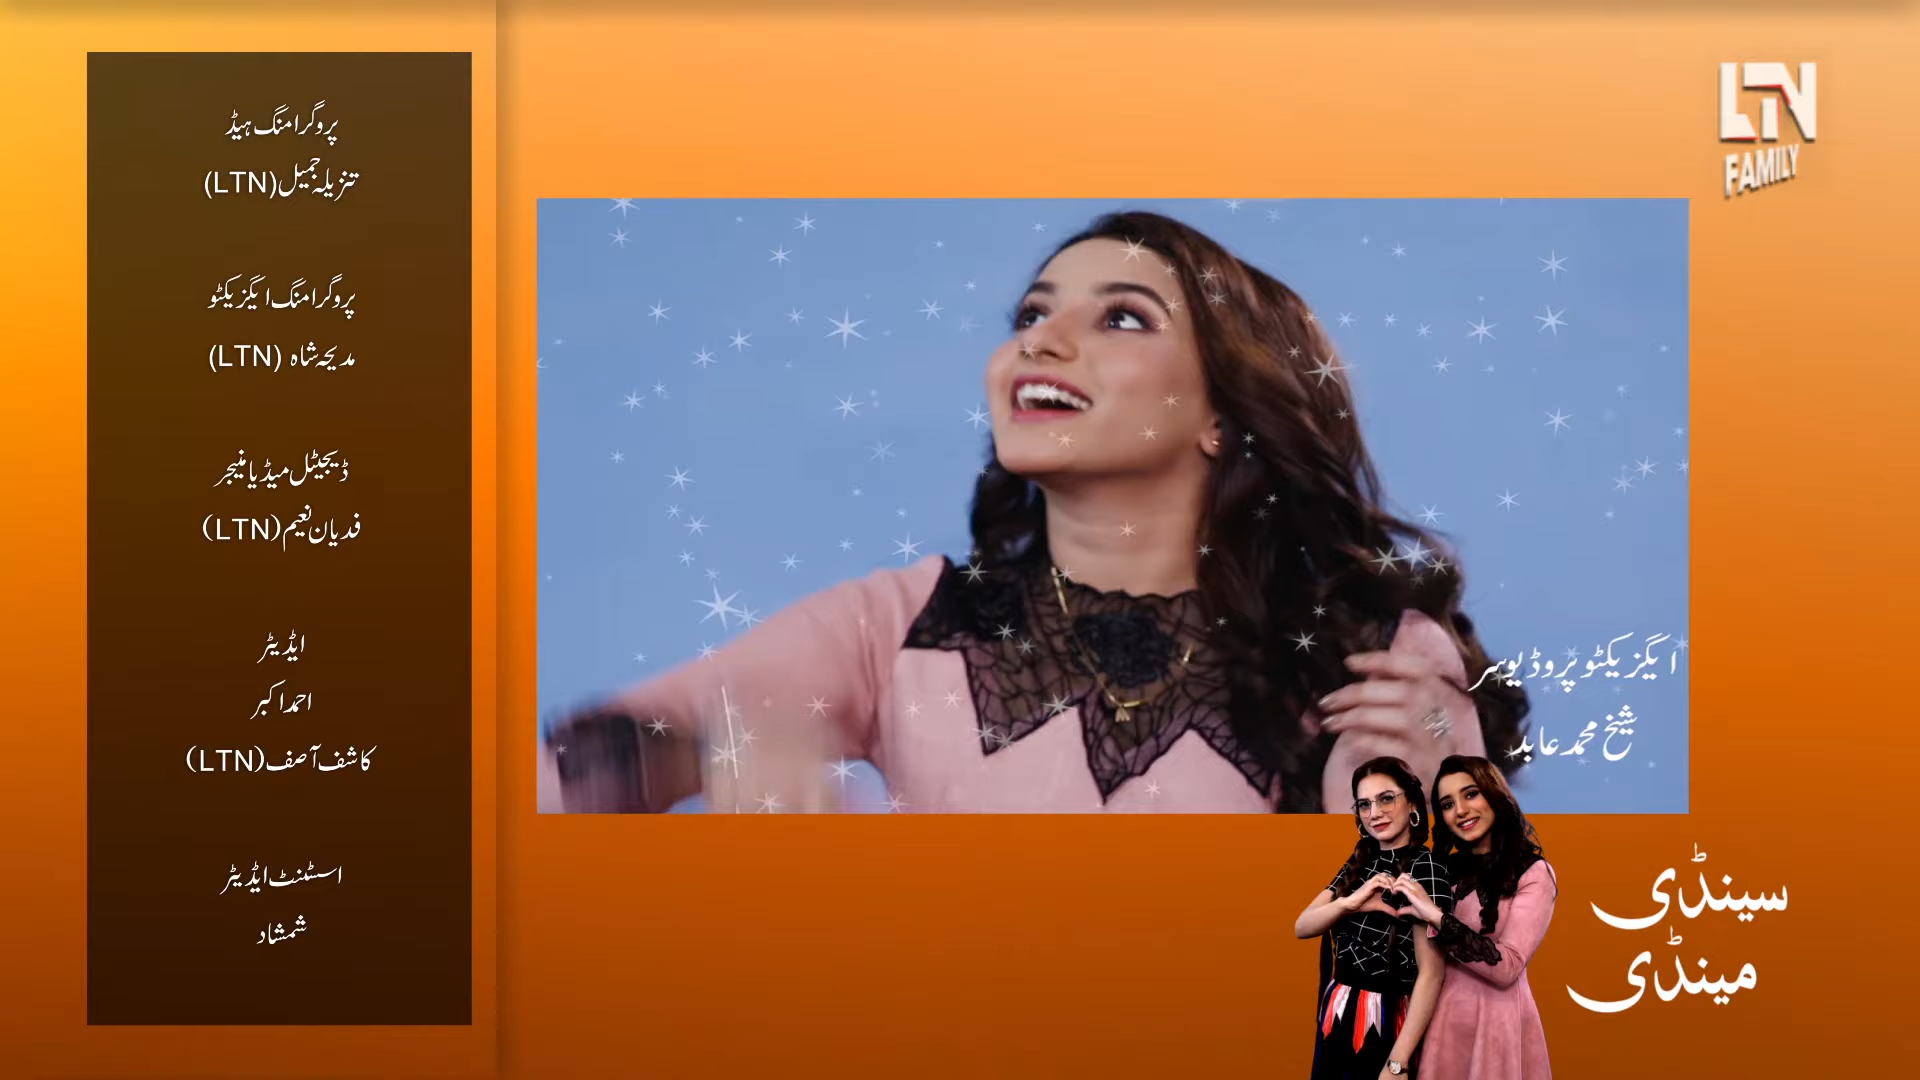 پروگرامنگ ہیڈ
تنزیلہ جمیل (LTN)
پروگرامنگ ایگزیکٹو
مدیحہ شاہ (LTN)
ڈیجیٹل میڈیا منیجر
فدیان نعیم (LTN)
ایڈیٹر
احمد اکبر
کاشف آصف (LTN)
اسسٹنٹ ایڈیٹر
شمشاد
LTN
FAMILY
ایگزیکٹو پروڈیوسر
شیخ محمد عابد
سینڈی
مینڈی